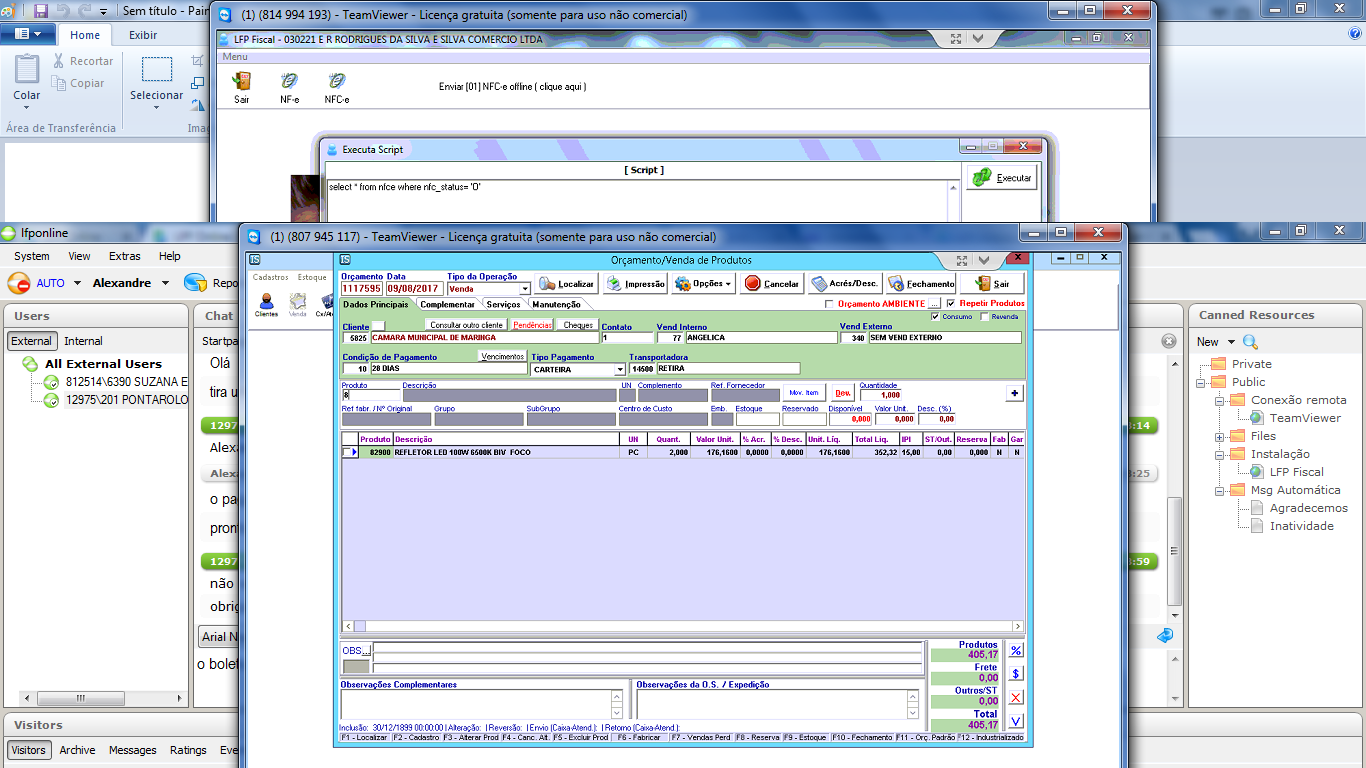 Sem título - Pain
Home
Exibir
Colar
Recortar
Copiar
Selecionar
Área de Transferência
Imag
(1) (814 994 193) - TeamViewer - Licença gratuita (somente para uso não comercial)
LFP Fiscal - 030221 E R RODRIGUES DA SILVA E SILVA COMERCIO LTDA
Menu
Sair
NF-e
NFC-e
Enviar [01] NFC-e offline ( clique aqui )
Executa Script
[ Script ]
Executar
select * from nfce where nfc_status= 'O'
lfponline
System View Extras Help
AUTO
Alexandre
Repo
Users
External
Internal
All External Users
812514\6390 SUZANA E
12975\201 PONTAROLO
Chat
Startpa
Olá
tira u
1297
3:14
Alexa
Alexa
3:25
o pa
pront
1297
3:59
não
obrig
Arial N
o bolet
Visitors
Visitors Archive Messages Ratings Eve
(1) (807 945 117) - TeamViewer - Licença gratuita (somente para uso não comercial)
Cadastros Estoque
Clientes
Venda
Cx/At
Orçamento/Venda de Produtos
Orçamento Data Tipo da Operação
1117595 09/08/2017 Venda
Localizar Impressão Opções Cancelar Acrés/Desc. Fechamento Sair
Dados Principais Complementar Serviços Manutenção
Orçamento AMBIENTE ... Repetir Produtos
Consumo Revenda
Cliente Consultar outro cliente Pendências Cheques Contato Vend Interno Vend Externo
5825 CAMARA MUNICIPAL DE MARINGA 1 77 ANGELICA 340 SEM VEND EXTERNO
Condição de Pagamento Vencimentos Tipo Pagamento Transportadora
10 28 DIAS CARTEIRA 14500 RETIRA
Produto Descrição UN Complemento Ref. Fornecedor Mov. Item Dev. Quantidade
8 1,000
Ref fabr. / Nº Original Grupo SubGrupo Centro de Custo Emb. Estoque Reservado Disponível Valor Unit. Desc. (%)
0,000 0,000 0,00
Produto Descrição UN Quant. Valor Unit. % Acr. % Desc. Unit. Líq. Total Liq. IPI ST/Out. Reserva Fab Gar
82900 REFLETOR LED 100W 6500K BIV FOCO PC 2,000 176,1600 0,0000 0,0000 176,1600 352,32 15,00 0,00 0,000 N N
OBS...
Produtos
405,17
Frete
0,00
Outros/ST
0,00
Total
405,17
%
$
X
V
Observações Complementares
Observações da O.S. / Expedição
Inclusão: 30/12/1899 00:00:00 | Alteração: | Reversão: | Envio (Caixa-Atend.): | Retorno (Caixa-Atend.):
F1 - Localizar F2 - Cadastro F3 - Alterar Prod F4 - Canc. Alt. F5 - Excluir Prod F6 - Fabricar F7 - Vendas Perd F8 - Reserva F9 - Estoque F10 - Fechamento F11 - Orç. Padrão F12 - Industrializado
Canned Resources
New
Private
Public
Conexão remota
TeamViewer
Files
Instalação
LFP Fiscal
Msg Automática
Agradecemos
Inatividade